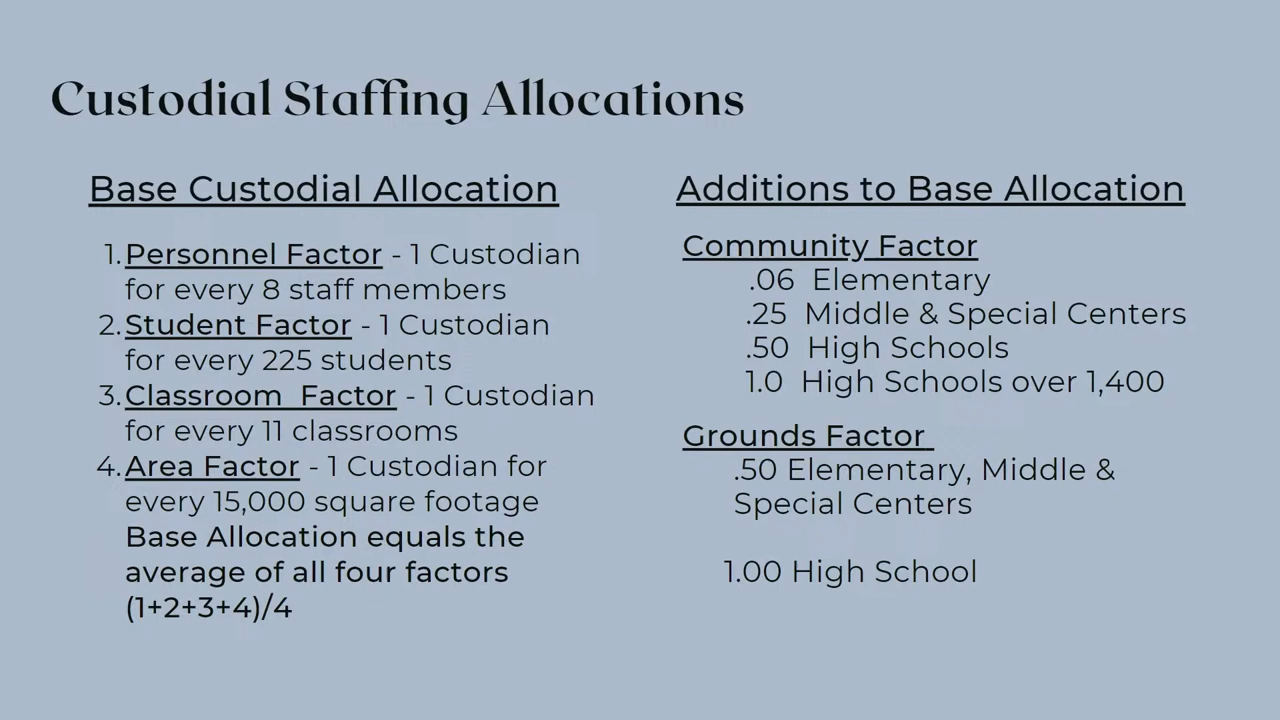 Custodial Staffing Allocations
Base Custodial Allocation
1. Personnel Factor - 1 Custodian
for every 8 staff members
2. Student Factor - 1 Custodian
for every 225 students
3. Classroom  Factor - 1 Custodian
for every 11 classrooms
4. Area Factor - 1 Custodian for
every 15,000 square footage
Base Allocation equals the
average of all four factors
(1+2+3+4)/4
Additions to Base Allocation
Community Factor
.06  Elementary
.25  Middle & Special Centers
.50  High Schools
1.0  High Schools over 1,400
Grounds Factor
.50 Elementary, Middle &
Special Centers
1.00 High School